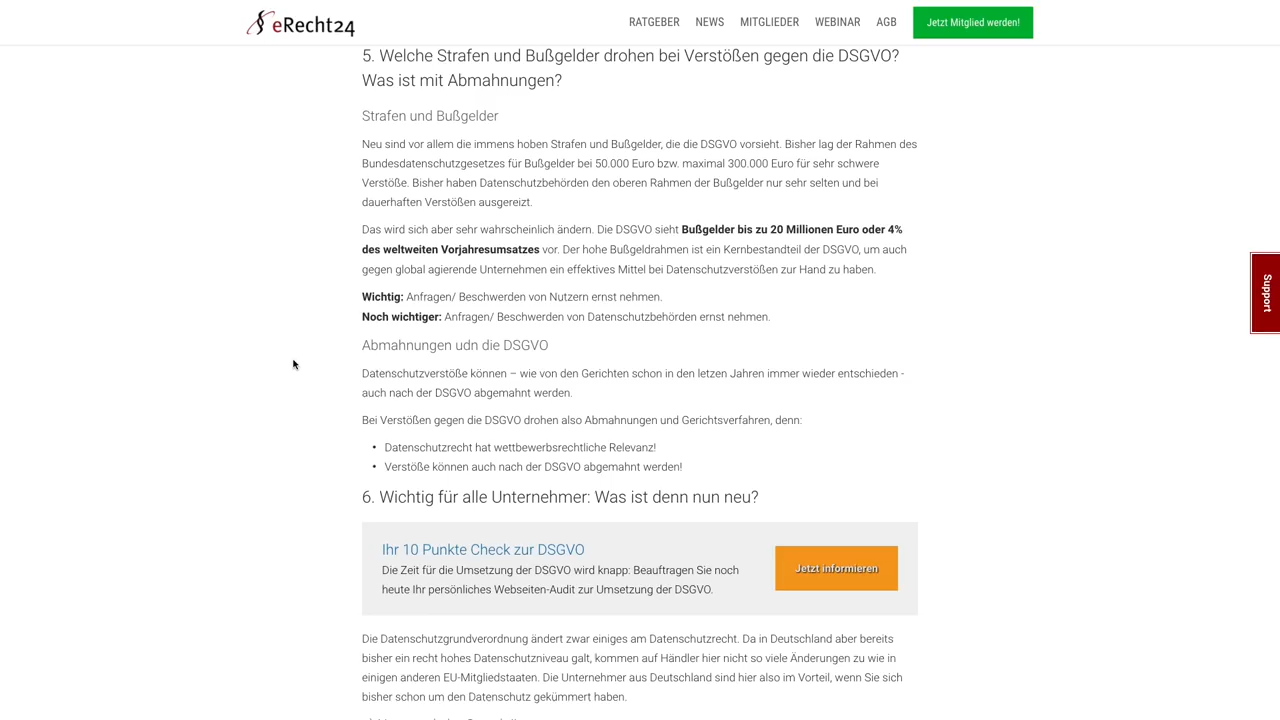 eRecht24
RATGEBER NEWS MITGLIEDER WEBINAR AGB Jetzt Mitglied werden!
5. Welche Strafen und Bußgelder drohen bei Verstößen gegen die DSGVO?
Was ist mit Abmahnungen?
Strafen und Bußgelder
Neu sind vor allem die immens hoben Strafen und Bußgelder, die die DSGVO vorsieht. Bisher lag der Rahmen des
Bundesdatenschutzgesetzes für Bußgelder bei 50.000 Euro bzw. maximal 300.000 Euro für sehr schwere
Verstöße. Bisher haben Datenschutzbehörden den oberen Rahmen der Bußgelder nur sehr selten und bei
dauerhaften Verstößen ausgereizt.
Das wird sich aber sehr wahrscheinlich ändern. Die DSGVO sieht Bußgelder bis zu 20 Millionen Euro oder 4%
des weltweiten Vorjahresumsatzes vor. Der hohe Bußgeldrahmen ist ein Kernbestandteil der DSGVO, um auch
gegen global agierende Unternehmen ein effektives Mittel bei Datenschutzverstößen zur Hand zu haben.
Wichtig: Anfragen/ Beschwerden von Nutzern ernst nehmen.
Noch wichtiger: Anfragen/ Beschwerden von Datenschutzbehörden ernst nehmen.
Support
Abmahnungen udn die DSGVO
Datenschutzverstöße können – wie von den Gerichten schon in den letzen Jahren immer wieder entschieden -
auch nach der DSGVO abgemahnt werden.
Bei Verstößen gegen die DSGVO drohen also Abmahnungen und Gerichtsverfahren, denn:
• Datenschutzrecht hat wettbewerbsrechtliche Relevanz!
• Verstöße können auch nach der DSGVO abgemahnt werden!
6. Wichtig für alle Unternehmer: Was ist denn nun neu?
Ihr 10 Punkte Check zur DSGVO
Die Zeit für die Umsetzung der DSGVO wird knapp: Beauftragen Sie noch
heute Ihr persönliches Webseiten-Audit zur Umsetzung der DSGVO.
Jetzt informieren
Die Datenschutzgrundverordnung ändert zwar einiges am Datenschutzrecht. Da in Deutschland aber bereits
bisher ein recht hohes Datenschutzniveau galt, kommen auf Händler hier nicht so viele Änderungen zu wie in
einigen anderen EU-Mitgliedstaaten. Die Unternehmer aus Deutschland sind hier also im Vorteil, wenn Sie sich
bisher schon um den Datenschutz gekümmert haben.